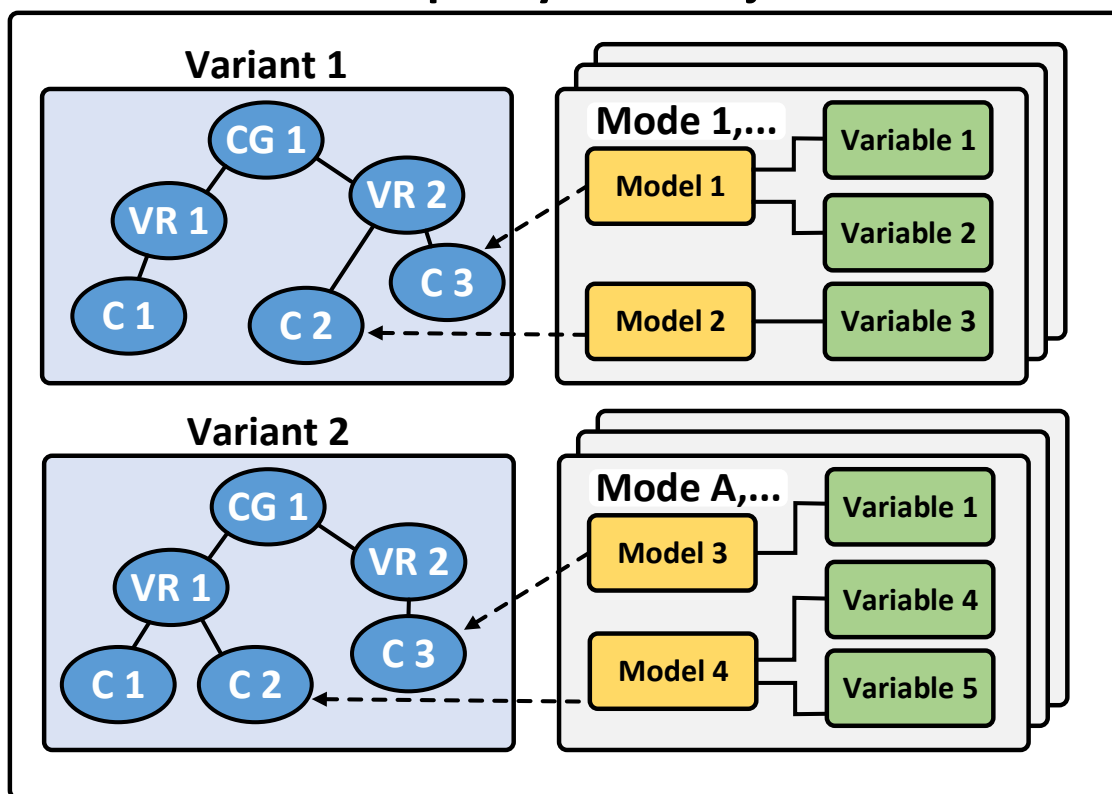 Variant 1
CG 1
VR 1
VR 2
C 1
C 2
C 3
Mode 1,...
Model 1
Model 2
Variable 1
Variable 2
Variable 3
Variant 2
CG 1
VR 1
VR 2
C 1
C 2
C 3
Mode A,...
Model 3
Model 4
Variable 1
Variable 4
Variable 5